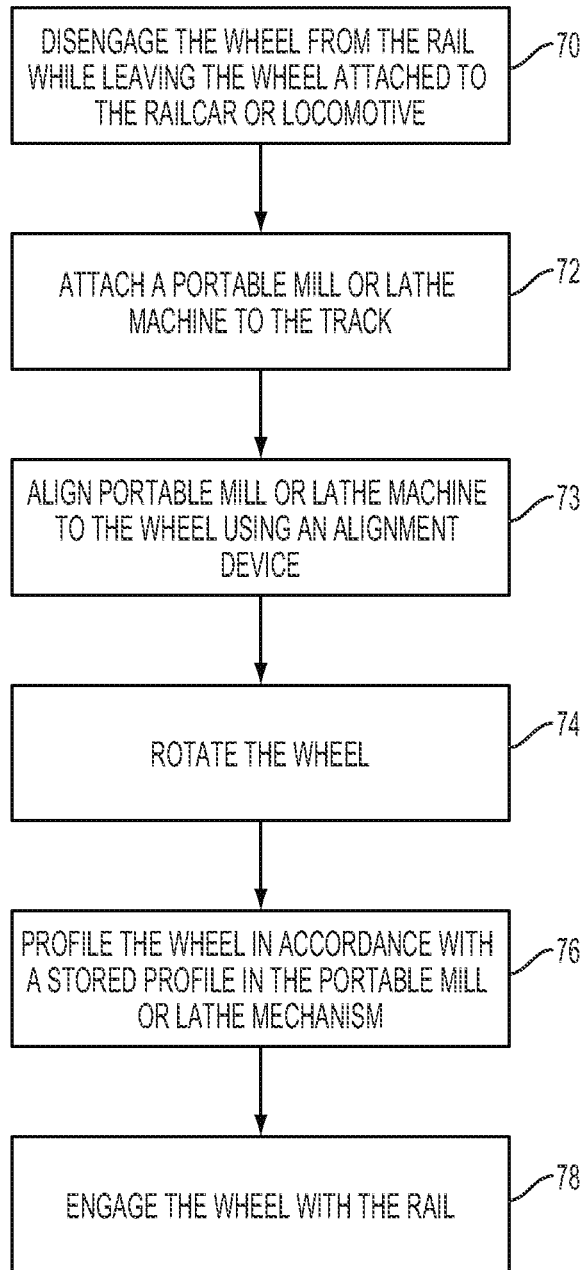 DISENGAGE THE WHEEL FROM THE RAIL
WHILE LEAVING THE WHEEL ATTACHED TO
THE RAILCAR OR LOCOMOTIVE
70
ATTACH A PORTABLE MILL OR LATHE
MACHINE TO THE TRACK
72
ALIGN PORTABLE MILL OR LATHE MACHINE
TO THE WHEEL USING AN ALIGNMENT
DEVICE
73
ROTATE THE WHEEL
74
PROFILE THE WHEEL IN ACCORDANCE WITH
A STORED PROFILE IN THE PORTABLE MILL
OR LATHE MECHANISM
76
ENGAGE THE WHEEL WITH THE RAIL
78